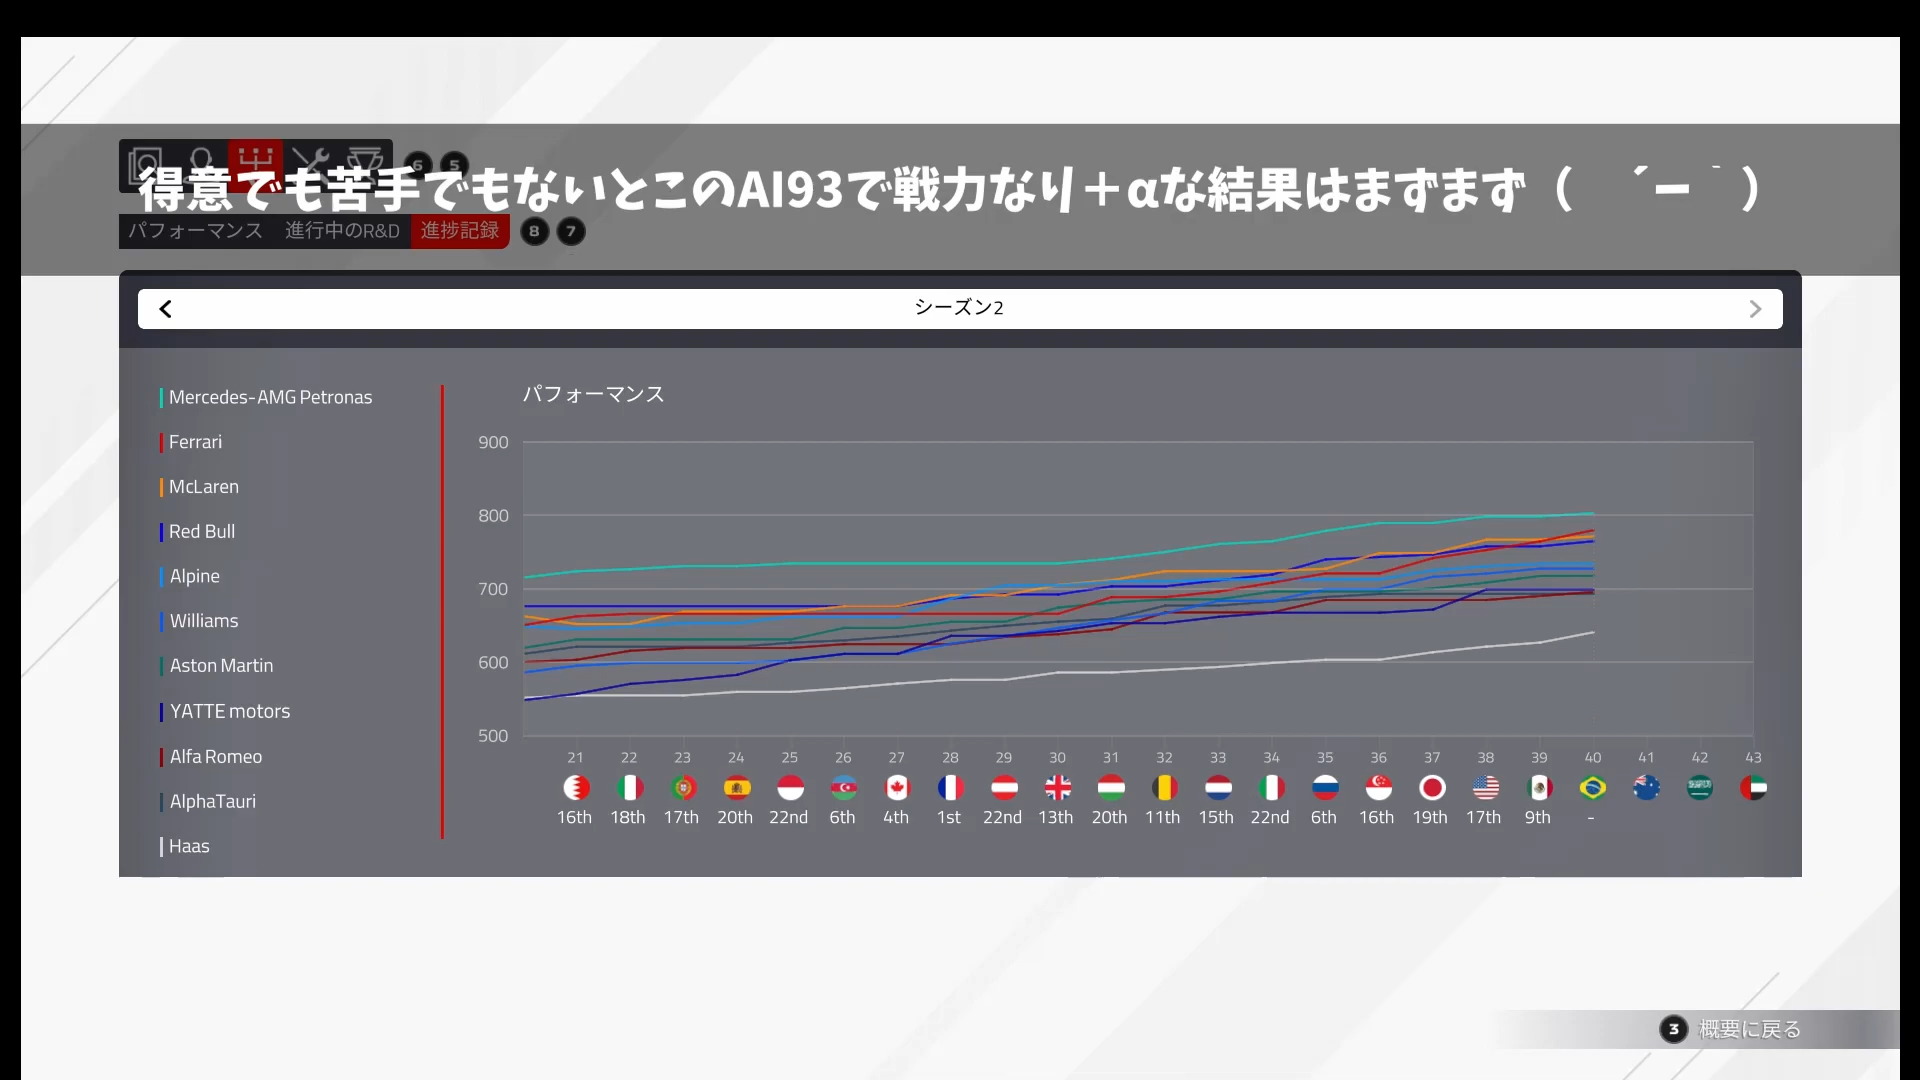 6 5
得意でも苦手でもないとこのAI93で戦力なり＋αな結果はまずまず（　´ー｀）
パフォーマンス 進行中のR&D 進捗記録 8 7
シーズン2
Mercedes-AMG Petronas
Ferrari
McLaren
Red Bull
Alpine
Williams
Aston Martin
YATTE motors
Alfa Romeo
AlphaTauri
Haas
パフォーマンス
900
800
700
600
500
21 22 23 24 25 26 27 28 29 30 31 32 33 34 35 36 37 38 39 40 41 42 43
16th 18th 17th 20th 22nd 6th 4th 1st 22nd 13th 20th 11th 15th 22nd 6th 16th 19th 17th 9th -
3 概要に戻る